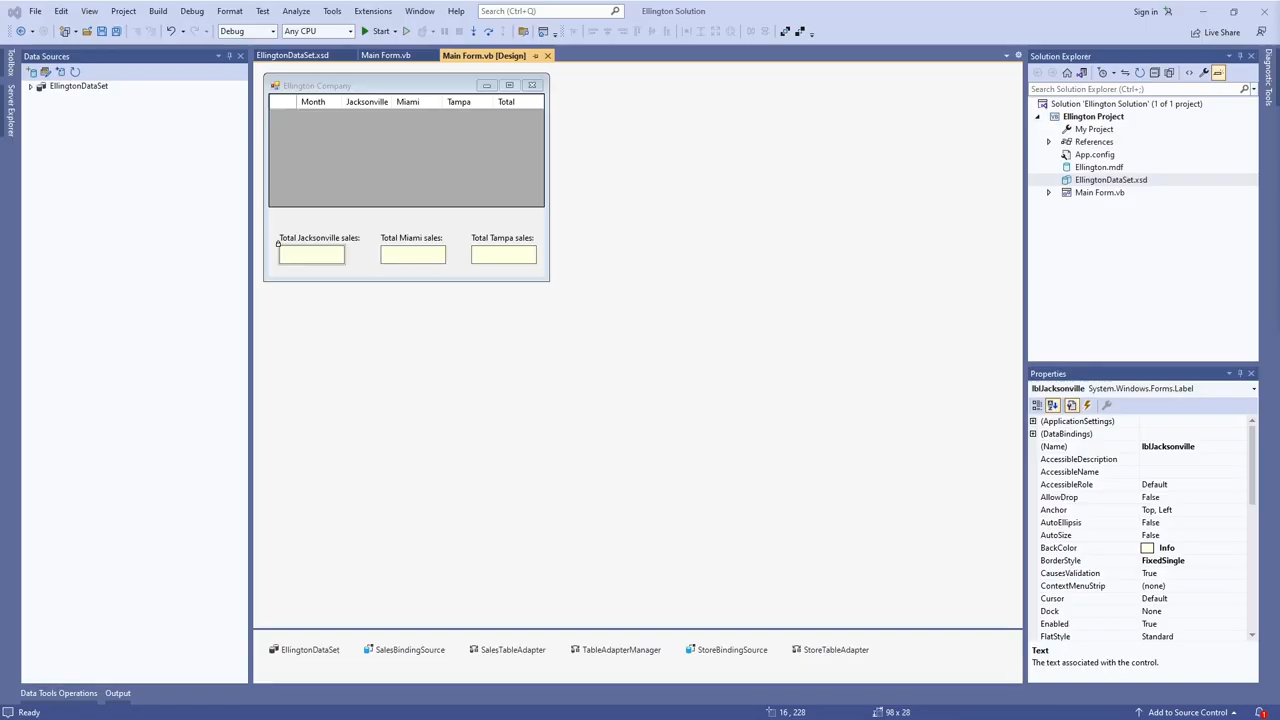 File Edit View Project Build Debug Format Test Analyze Tools Extensions Window Help Search (Ctrl+Q) Ellington Solution Sign in
Debug Any CPU Start Live Share
Toolbox
Server Explorer
Data Sources
EllingtonDataSet
EllingtonDataSet.xsd Main Form.vb Main Form.vb [Design]
Ellington Company
Month Jacksonville Miami Tampa Total
Total Jacksonville sales: Total Miami sales: Total Tampa sales:
EllingtonDataSet SalesBindingSource SalesTableAdapter TableAdapterManager StoreBindingSource StoreTableAdapter
Solution Explorer
Search Solution Explorer (Ctrl+;)
Solution 'Ellington Solution' (1 of 1 project)
Ellington Project
My Project
References
App.config
Ellington.mdf
EllingtonDataSet.xsd
Main Form.vb
Diagnostic Tools
Properties
lblJacksonville System.Windows.Forms.Label
(ApplicationSettings)
(DataBindings)
(Name) lblJacksonville
AccessibleDescription
AccessibleName
AccessibleRole Default
AllowDrop False
Anchor Top, Left
AutoEllipsis False
AutoSize False
BackColor Info
BorderStyle FixedSingle
CausesValidation True
ContextMenuStrip (none)
Cursor Default
Dock None
Enabled True
FlatStyle Standard
Text
The text associated with the control.
Data Tools Operations Output
Ready 16 , 228 98 x 28 Add to Source Control 1